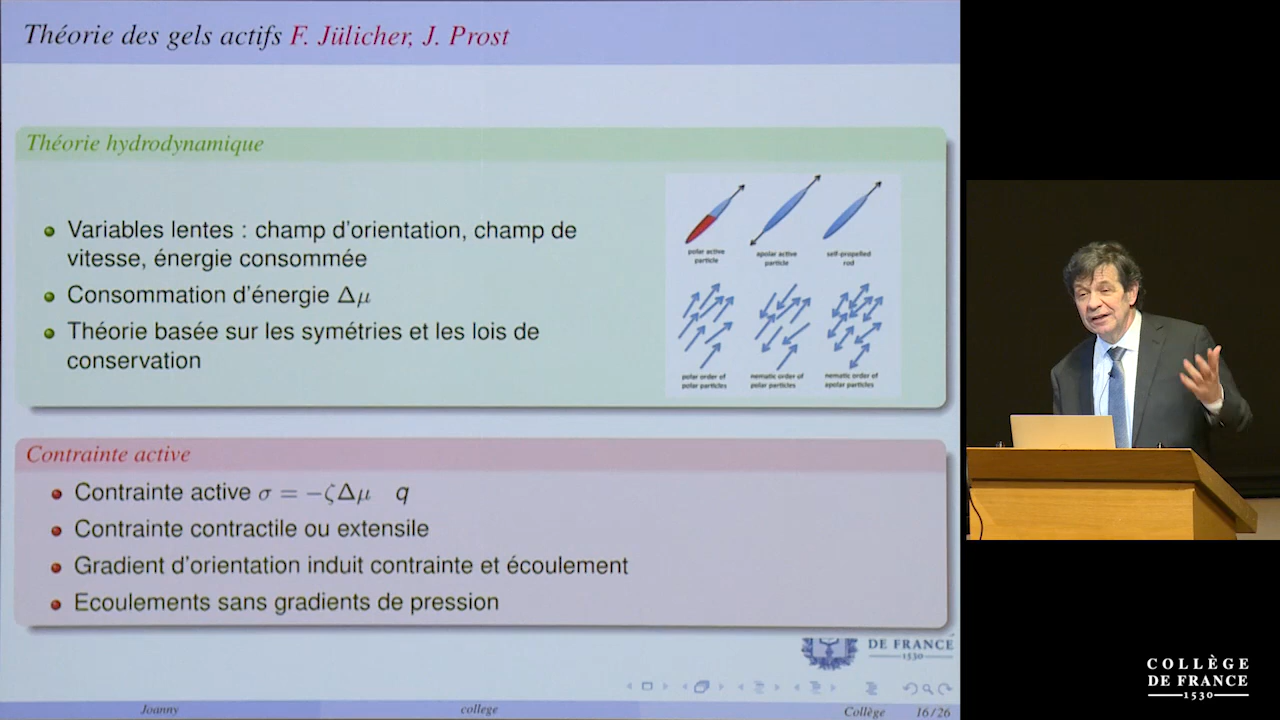 Théorie des gels actifs F. Jülicher, J. Prost
Théorie hydrodynamique
Variables lentes : champ d'orientation, champ de
vitesse, énergie consommée
Consommation d'énergie Δμ
Théorie basée sur les symétries et les lois de
conservation
polar active
particle
apolar active
particle
self-propelled
rod
polar order of
polar particles
nematic order of
polar particles
nematic order of
apolar particles
Contrainte active
Contrainte active σ = −ζΔμ q
Contrainte contractile ou extensile
Gradient d'orientation induit contrainte et écoulement
Ecoulements sans gradients de pression
DE FRANCE
1530
Joanny
college
Collège
16/26
COLLÈGE
DE FRANCE
1530